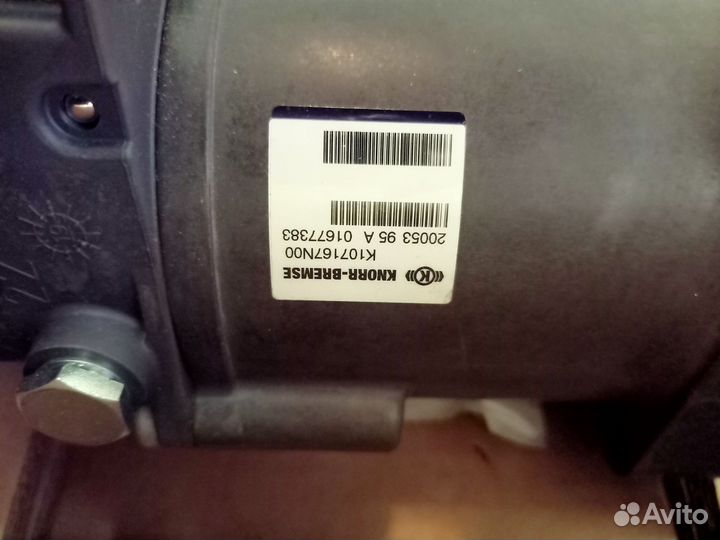 KNORR-BREMSE
K107167N00
20053 95 A 01677383
Avito